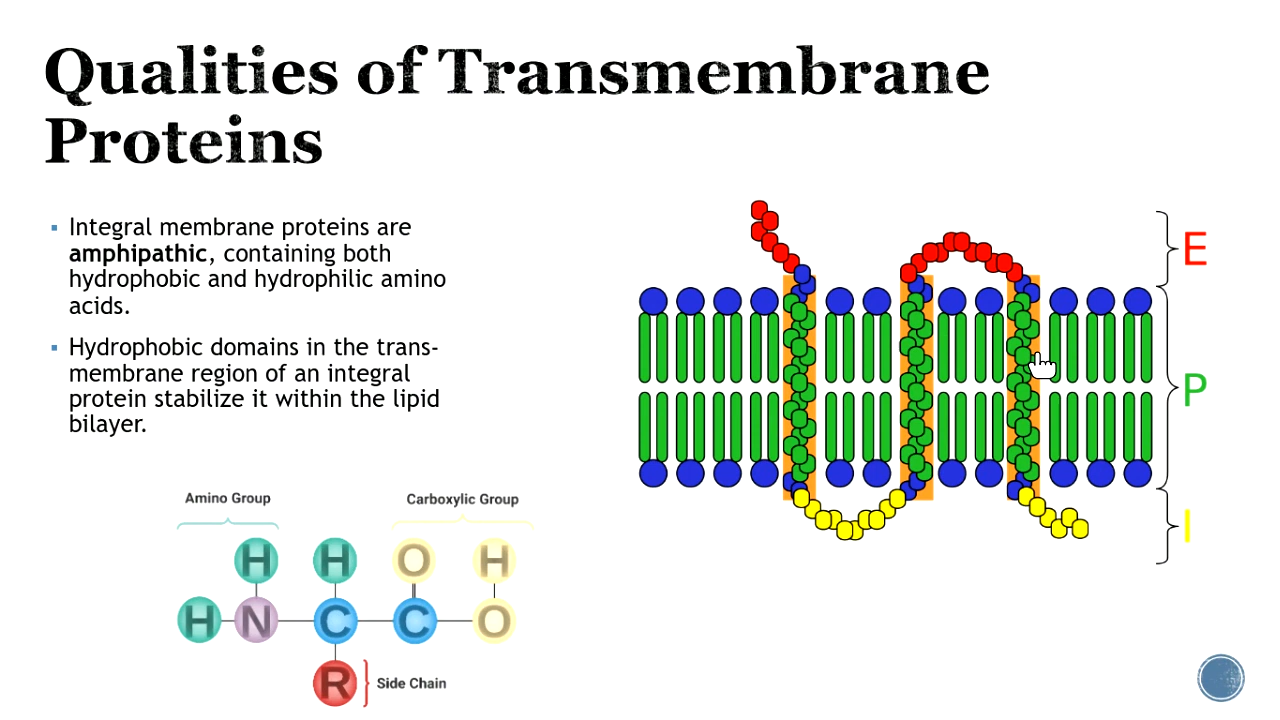 Qualities of Transmembrane
Proteins
▪ Integral membrane proteins are
amphipathic, containing both
hydrophobic and hydrophilic amino
acids.
▪ Hydrophobic domains in the trans-
membrane region of an integral
protein stabilize it within the lipid
bilayer.
E
P
I
Amino Group
Carboxylic Group
H H O H
H N C C O
R Side Chain